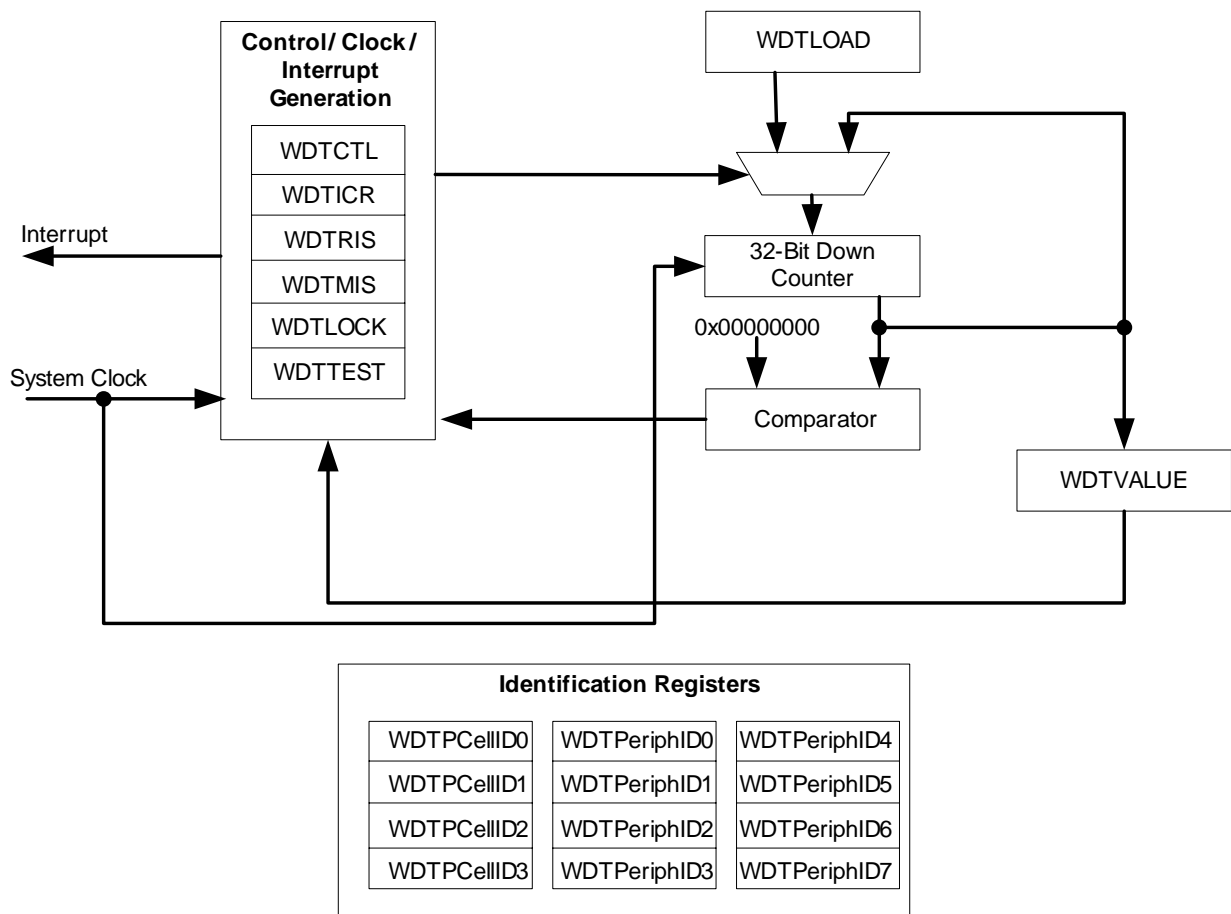 Control/ Clock /
Interrupt
Generation
WDTCTL
WDTICR
WDTRIS
WDTMIS
WDTLOCK
WDTTEST
Interrupt
System Clock
WDTLOAD
32-Bit Down
Counter
0x00000000
Comparator
WDTVALUE
Identification Registers
WDTPCellID0
WDTPeriphID0
WDTPeriphID4
WDTPCellID1
WDTPeriphID1
WDTPeriphID5
WDTPCellID2
WDTPeriphID2
WDTPeriphID6
WDTPCellID3
WDTPeriphID3
WDTPeriphID7